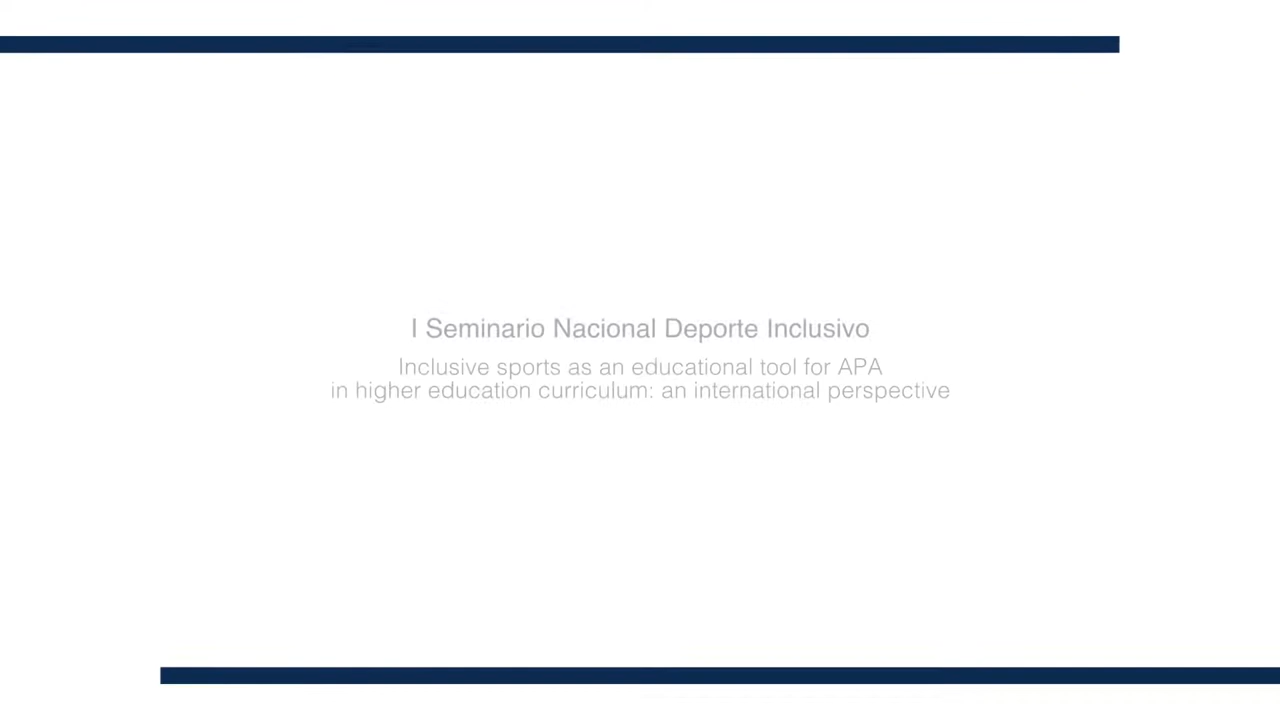 I Seminario Nacional Deporte Inclusivo
Inclusive sports as an educational tool for APA
in higher education curriculum: an international perspective